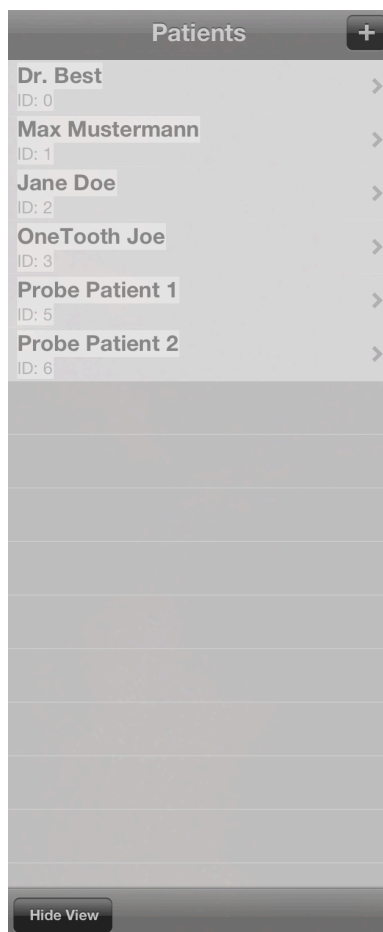 Patients
+
Dr. Best
ID: 0
Max Mustermann
ID: 1
Jane Doe
ID: 2
OneTooth Joe
ID: 3
Probe Patient 1
ID: 5
Probe Patient 2
ID: 6
Hide View